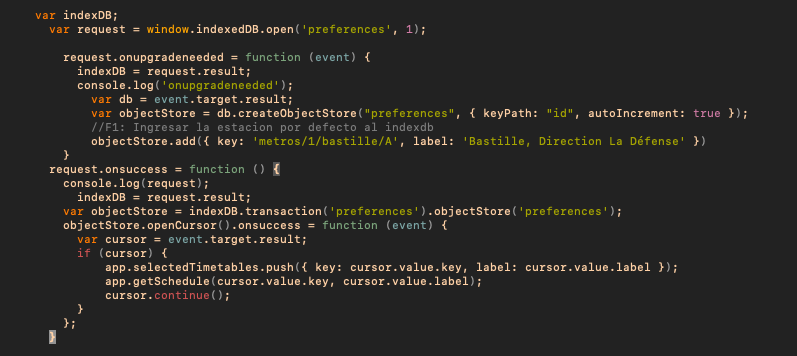 var indexDB;
var request = window.indexedDB.open('preferences', 1);
request.onupgradeneeded = function (event) {
indexDB = request.result;
console.log('onupgradeneeded');
var db = event.target.result;
var objectStore = db.createObjectStore("preferences", { keyPath: "id", autoIncrement: true });
//F1: Ingresar la estacion por defecto al indexdb
objectStore.add({ key: 'metros/1/bastille/A', label: 'Bastille, Direction La Défense' })
}
request.onsuccess = function () {
console.log(request);
indexDB = request.result;
var objectStore = indexDB.transaction('preferences').objectStore('preferences');
objectStore.openCursor().onsuccess = function (event) {
var cursor = event.target.result;
if (cursor) {
app.selectedTimetables.push({ key: cursor.value.key, label: cursor.value.label });
app.getSchedule(cursor.value.key, cursor.value.label);
cursor.continue();
}
};
}